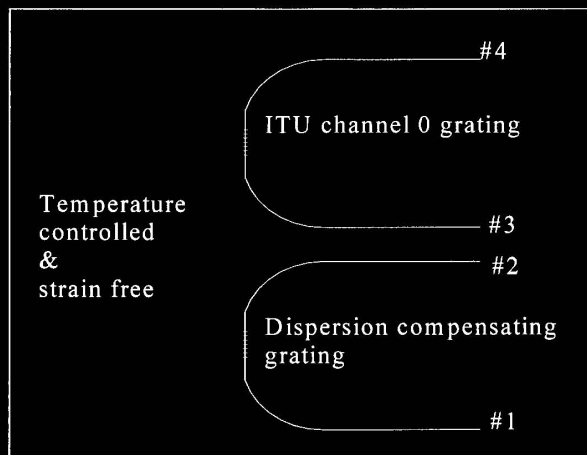 #4
ITU channel 0 grating
Temperature
controlled
&
strain free
#3
#2
Dispersion compensating
grating
#1